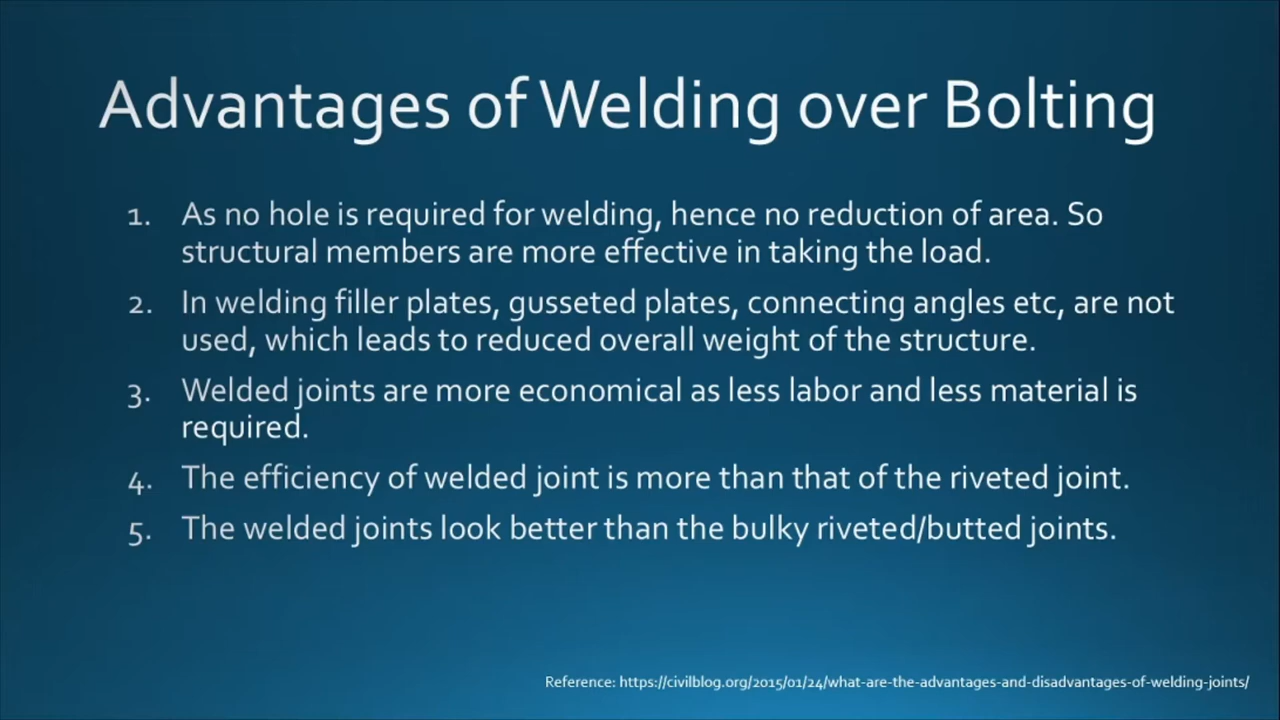 Advantages of Welding over Bolting
1. As no hole is required for welding, hence no reduction of area. So
structural members are more effective in taking the load.
2. In welding filler plates, gusseted plates, connecting angles etc, are not
used, which leads to reduced overall weight of the structure.
3. Welded joints are more economical as less labor and less material is
required.
4. The efficiency of welded joint is more than that of the riveted joint.
5. The welded joints look better than the bulky riveted/butted joints.
Reference: https://civilblog.org/2015/01/24/what-are-the-advantages-and-disadvantages-of-welding-joints/